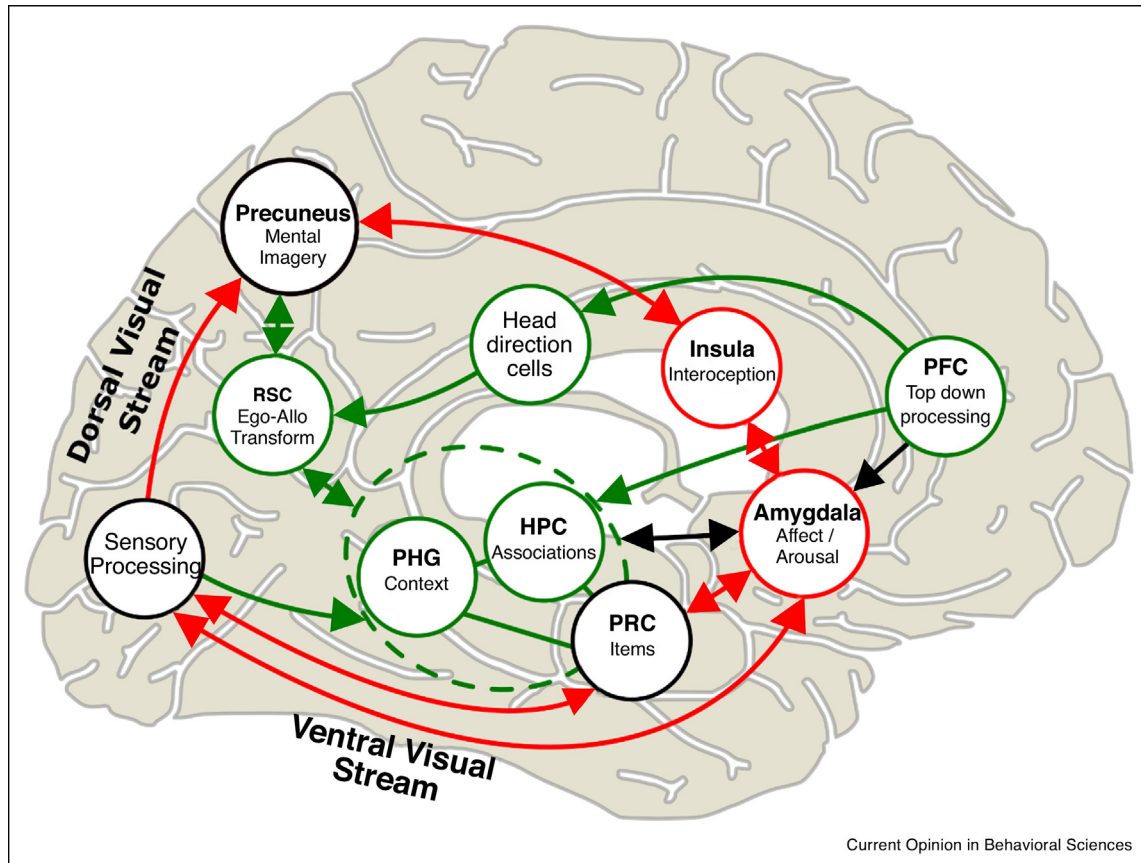 Precuneus
Mental
Imagery
Dorsal Visual
Stream
Head
direction
cells
Insula
Interoception
PFC
Top down
processing
RSC
Ego-Allo
Transform
Sensory
Processing
PHG
Context
HPC
Associations
Amygdala
Affect /
Arousal
PRC
Items
Ventral Visual
Stream
Current Opinion in Behavioral Sciences